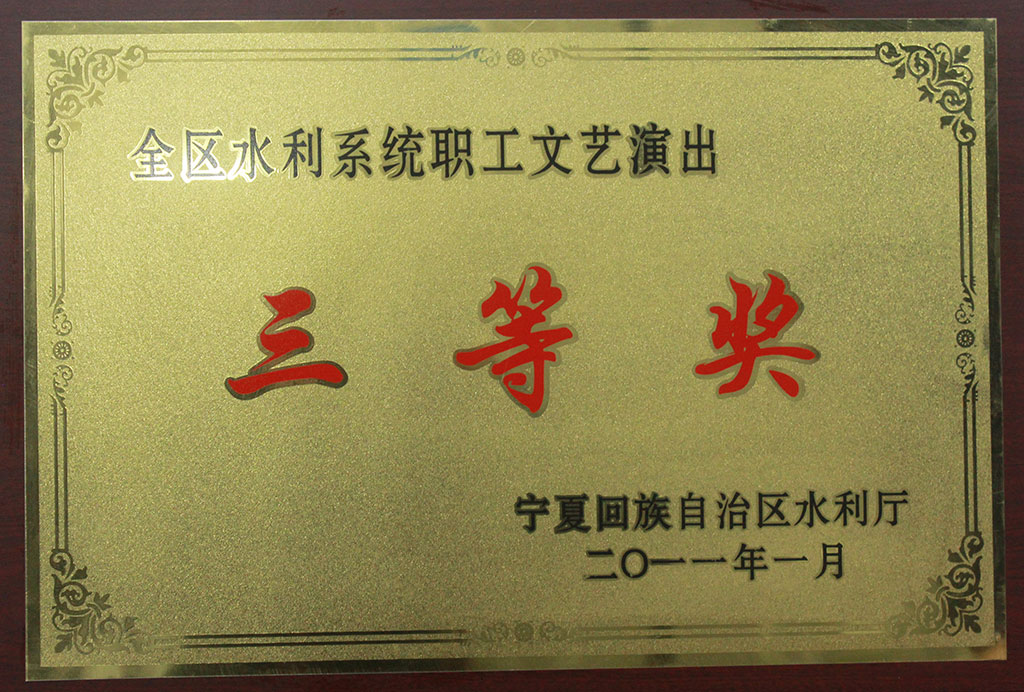 全区水利系统职工文艺演出
三等奖
宁夏回族自治区水利厅
二〇一一年一月